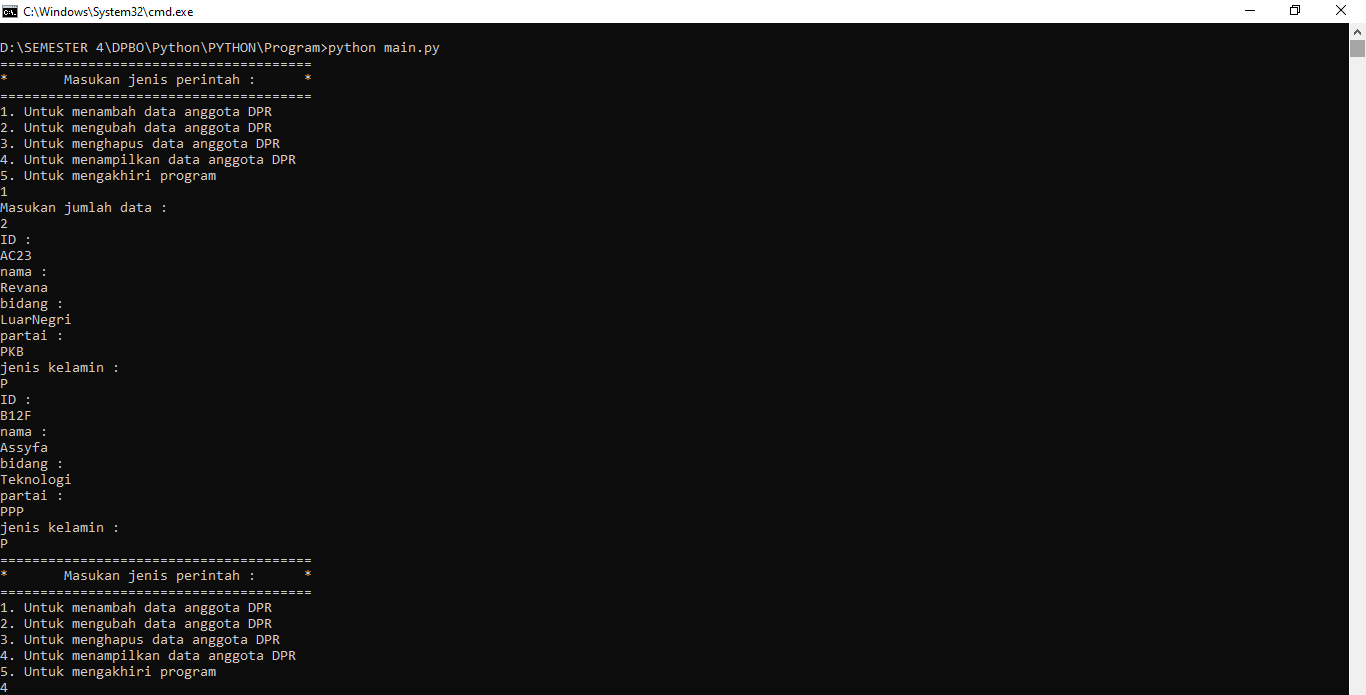 C:\Windows\System32\cmd.exe
D:\SEMESTER 4\DPBO\Python\PYTHON\Program>python main.py
=======================================
*       Masukan jenis perintah :      *
=======================================
1. Untuk menambah data anggota DPR
2. Untuk mengubah data anggota DPR
3. Untuk menghapus data anggota DPR
4. Untuk menampilkan data anggota DPR
5. Untuk mengakhiri program
1
Masukan jumlah data :
2
ID :
AC23
nama :
Revana
bidang :
LuarNegri
partai :
PKB
jenis kelamin :
P
ID :
B12F
nama :
Assyfa
bidang :
Teknologi
partai :
PPP
jenis kelamin :
P
=======================================
*       Masukan jenis perintah :      *
=======================================
1. Untuk menambah data anggota DPR
2. Untuk mengubah data anggota DPR
3. Untuk menghapus data anggota DPR
4. Untuk menampilkan data anggota DPR
5. Untuk mengakhiri program
4